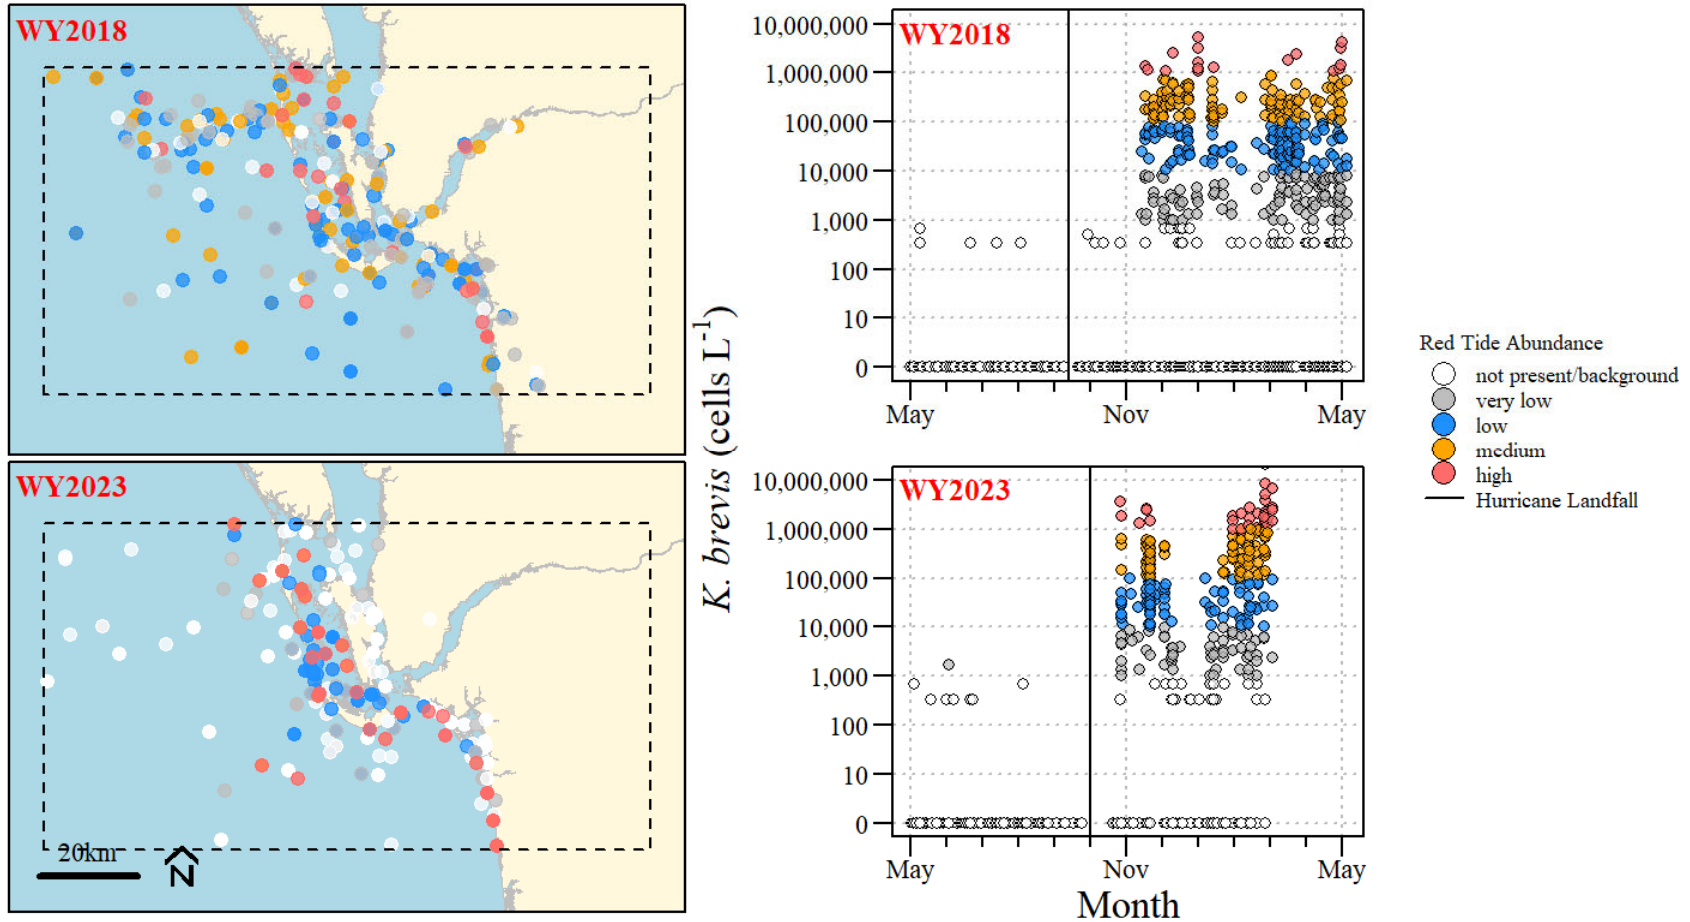 WY2018
WY2023
20km
N
K. brevis (cells L-1)
WY2018
10,000,000
1,000,000
100,000
10,000
1,000
100
10
0
May
Nov
May
WY2023
10,000,000
1,000,000
100,000
10,000
1,000
100
10
0
May
Nov
May
Month
Red Tide Abundance
not present/background
very low
low
medium
high
Hurricane Landfall